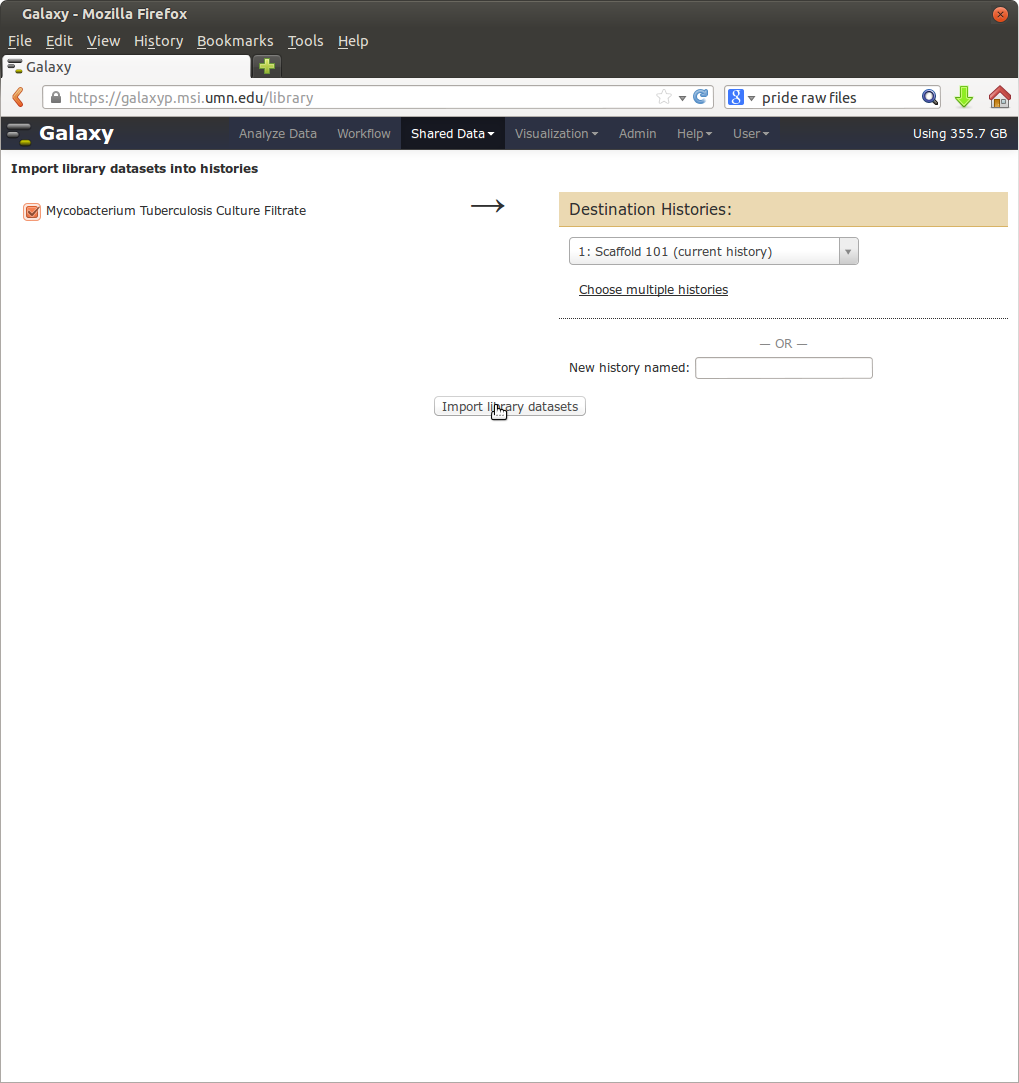 Galaxy - Mozilla Firefox
File Edit View History Bookmarks Tools Help
Galaxy
https://galaxyp.msi.umn.edu/library
8 pride raw files
Galaxy Analyze Data Workflow Shared Data Visualization Admin Help User Using 355.7 GB
Import library datasets into histories
Mycobacterium Tuberculosis Culture Filtrate
→
Destination Histories:
1: Scaffold 101 (current history)
Choose multiple histories
— OR —
New history named:
Import library datasets